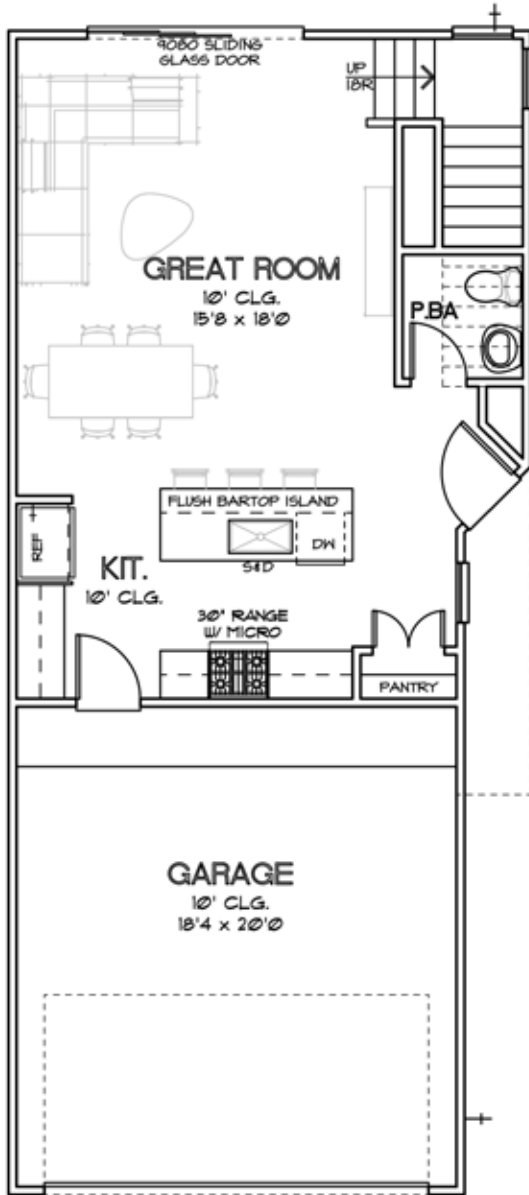 9080 SLIDING
GLASS DOOR
UP
18R
GREAT ROOM
10' CLG.
15'8 x 18'0
P.BA
FLUSH BARTOP ISLAND
DW
S&D
REF
KIT.
10' CLG.
30" RANGE
W/ MICRO
PANTRY
GARAGE
10' CLG.
18'4 x 20'0